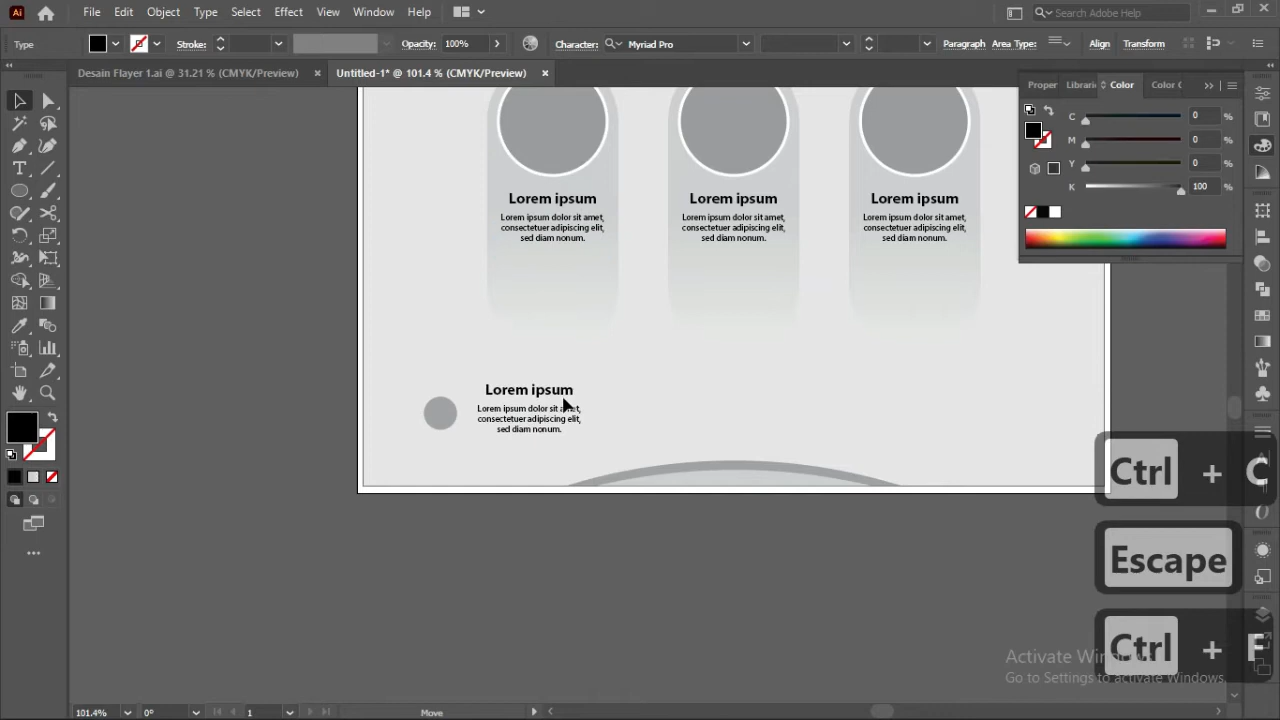 Ai File Edit Object Type Select Effect View Window Help Search Adobe Help
Type Stroke: Opacity: 100% Character: Myriad Pro Paragraph Area Type: Align Transform
Desain Flayer 1.ai @ 31.21 % (CMYK/Preview) × Untitled-1* @ 101.4 % (CMYK/Preview) ×
Proper Librari Color Color C
C 0 %
M 0 %
Y 0 %
K 100 %
Lorem ipsum Lorem ipsum Lorem ipsum
Lorem ipsum dolor sit amet, Lorem ipsum dolor sit amet, Lorem ipsum dolor sit amet,
consectetuer adipiscing elit, consectetuer adipiscing elit, consectetuer adipiscing elit,
sed diam nonum. sed diam nonum. sed diam nonum.
Lorem ipsum
Lorem ipsum dolor sit amet,
consectetuer adipiscing elit,
sed diam nonum.
Ctrl + C
Escape
Ctrl + F
Activate Windows
Go to Settings to activate Windows.
101.4% 0° 1 Move